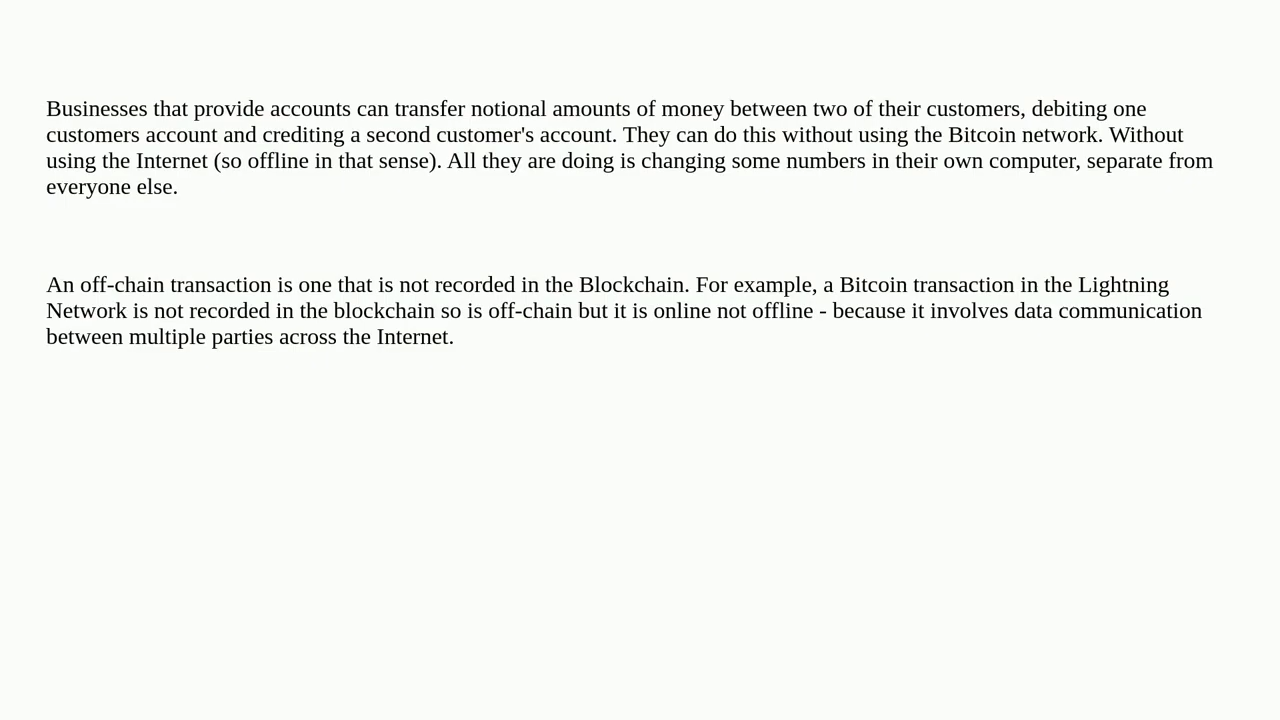 Businesses that provide accounts can transfer notional amounts of money between two of their customers, debiting one
customers account and crediting a second customer's account. They can do this without using the Bitcoin network. Without
using the Internet (so offline in that sense). All they are doing is changing some numbers in their own computer, separate from
everyone else.
An off-chain transaction is one that is not recorded in the Blockchain. For example, a Bitcoin transaction in the Lightning
Network is not recorded in the blockchain so is off-chain but it is online not offline - because it involves data communication
between multiple parties across the Internet.